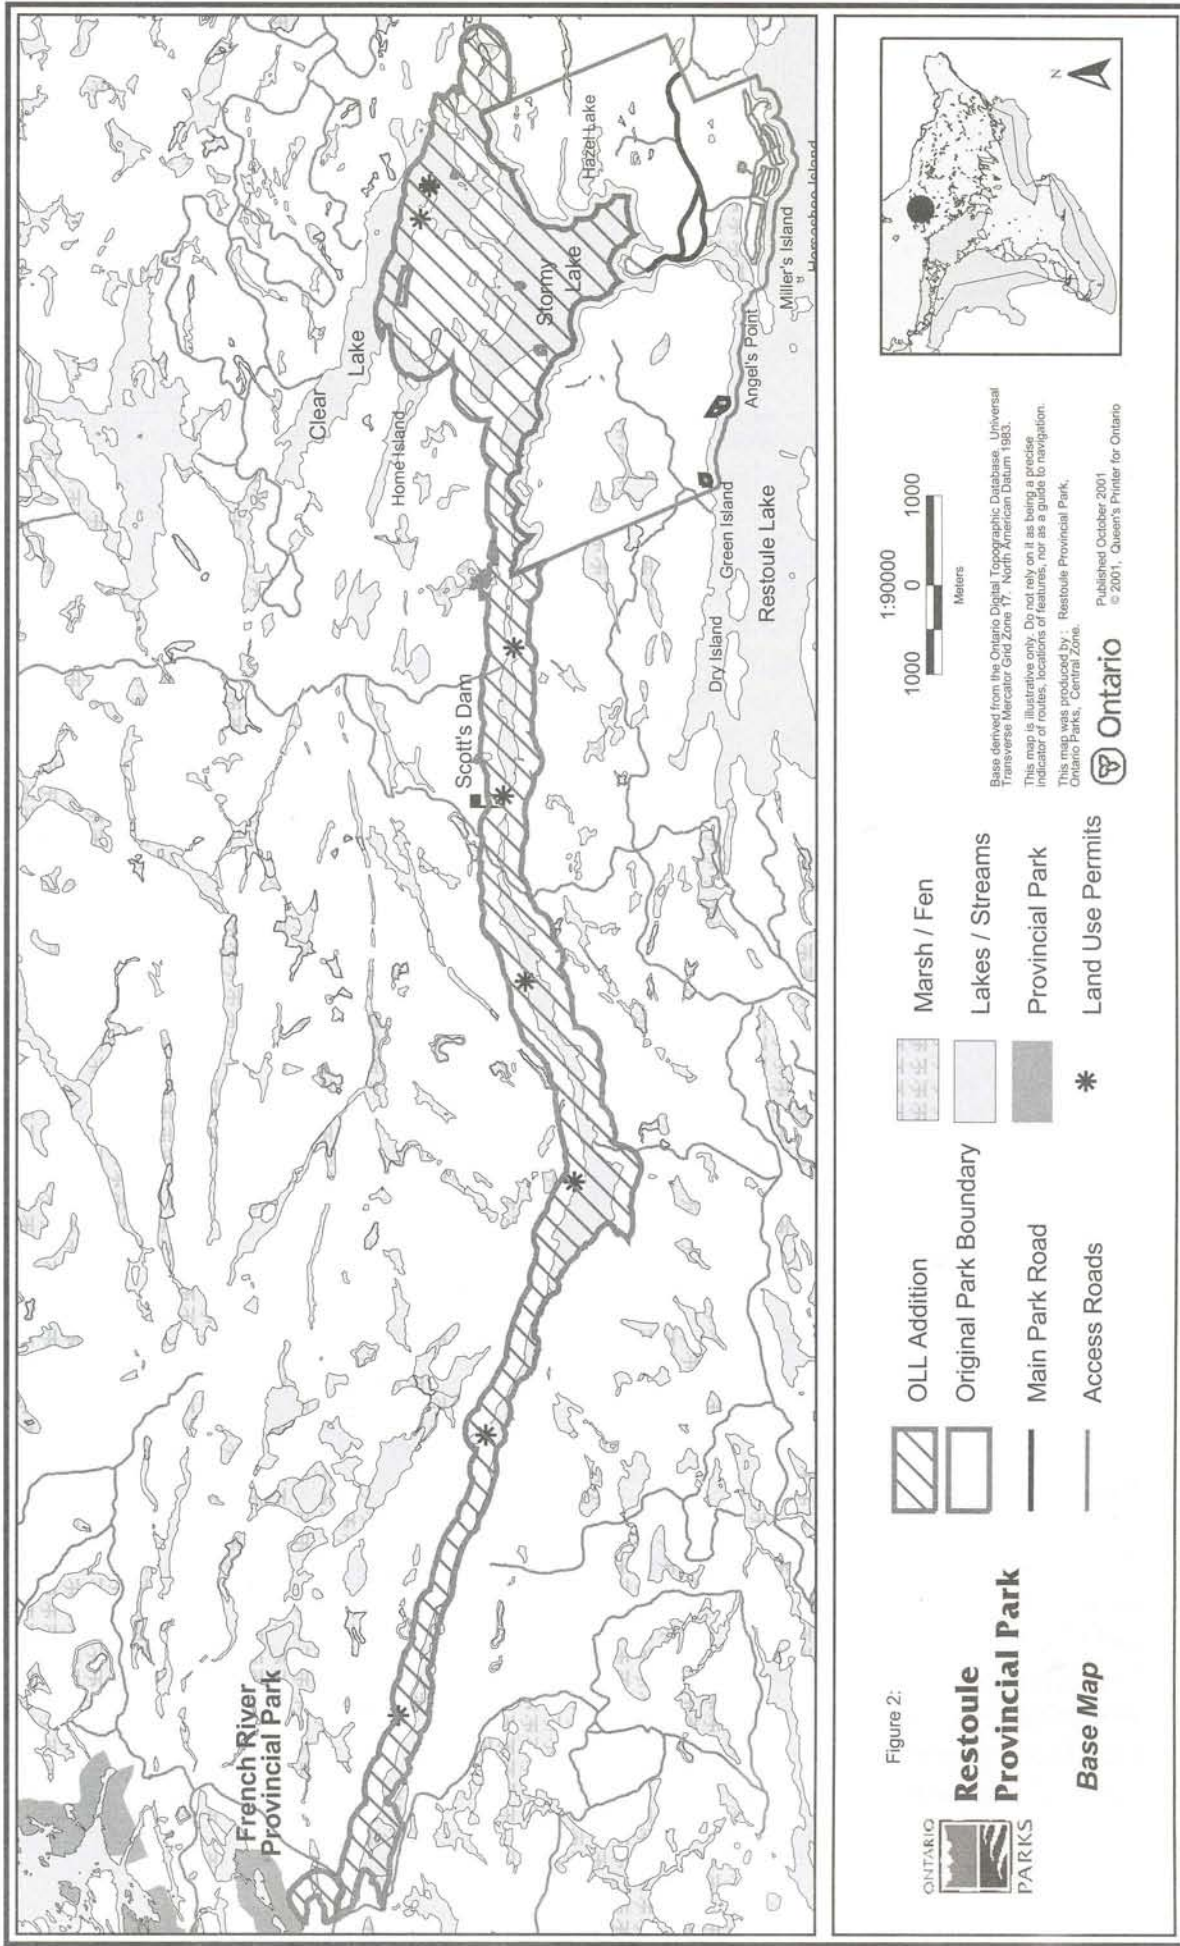 French River
Provincial Park
Scott's Dam
Home Island
Clear
Lake
Stormy
Lake
Hazel Lake
Dry Island
Green Island
Restoule Lake
Angel's Point
Miller's Island
Horseshoe Island
Figure 2:
ONTARIO
PARKS
Restoule
Provincial Park
Base Map
OLL Addition
Original Park Boundary
Main Park Road
Access Roads
Marsh / Fen
Lakes / Streams
Provincial Park
Land Use Permits
1:90000
1000 0 1000
Meters
Base derived from the Ontario Digital Topographic Database. Universal
Transverse Mercator Grid Zone 17. North American Datum 1983.
This map is illustrative only. Do not rely on it as being a precise
indicator of routes, locations of features, nor as a guide to navigation.
This map was produced by : Restoule Provincial Park,
Ontario Parks, Central Zone.
Ontario
Published October 2001
© 2001, Queen's Printer for Ontario
N